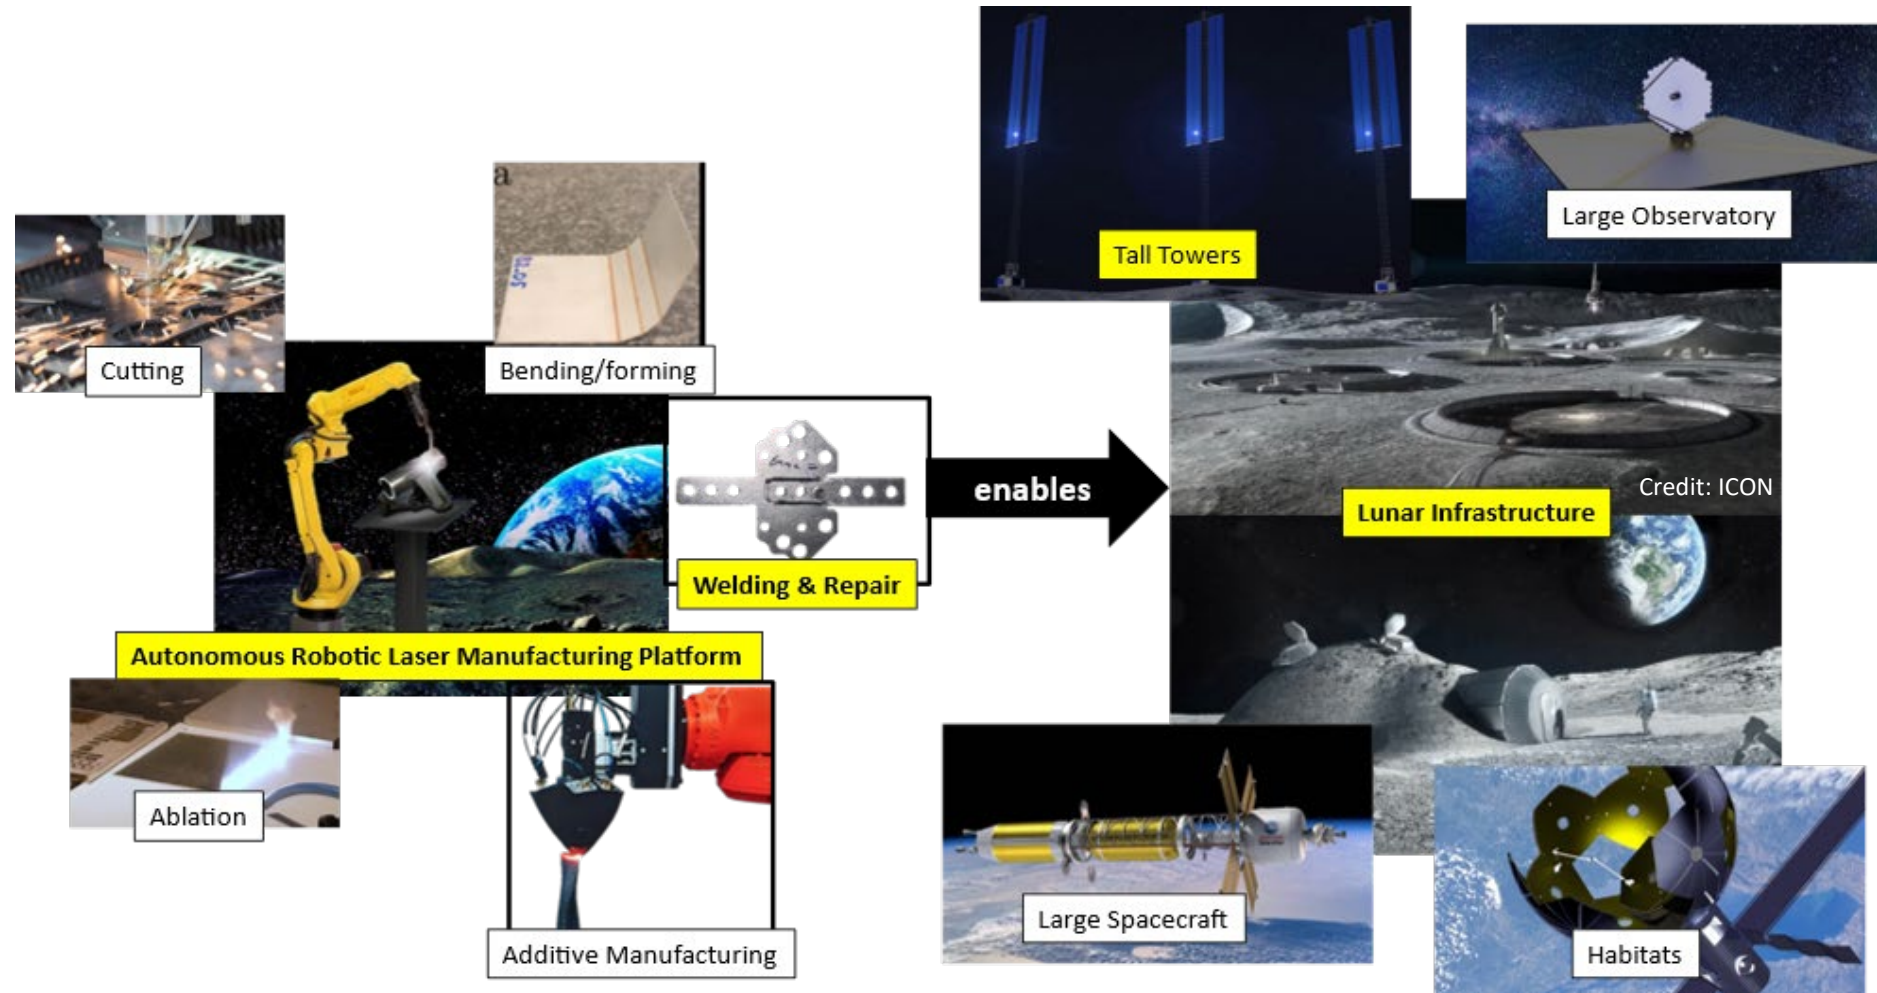 a
Cutting
Bending/forming
Welding & Repair
Autonomous Robotic Laser Manufacturing Platform
Ablation
Additive Manufacturing
enables
Tall Towers
Large Observatory
Credit: ICON
Lunar Infrastructure
Large Spacecraft
Habitats